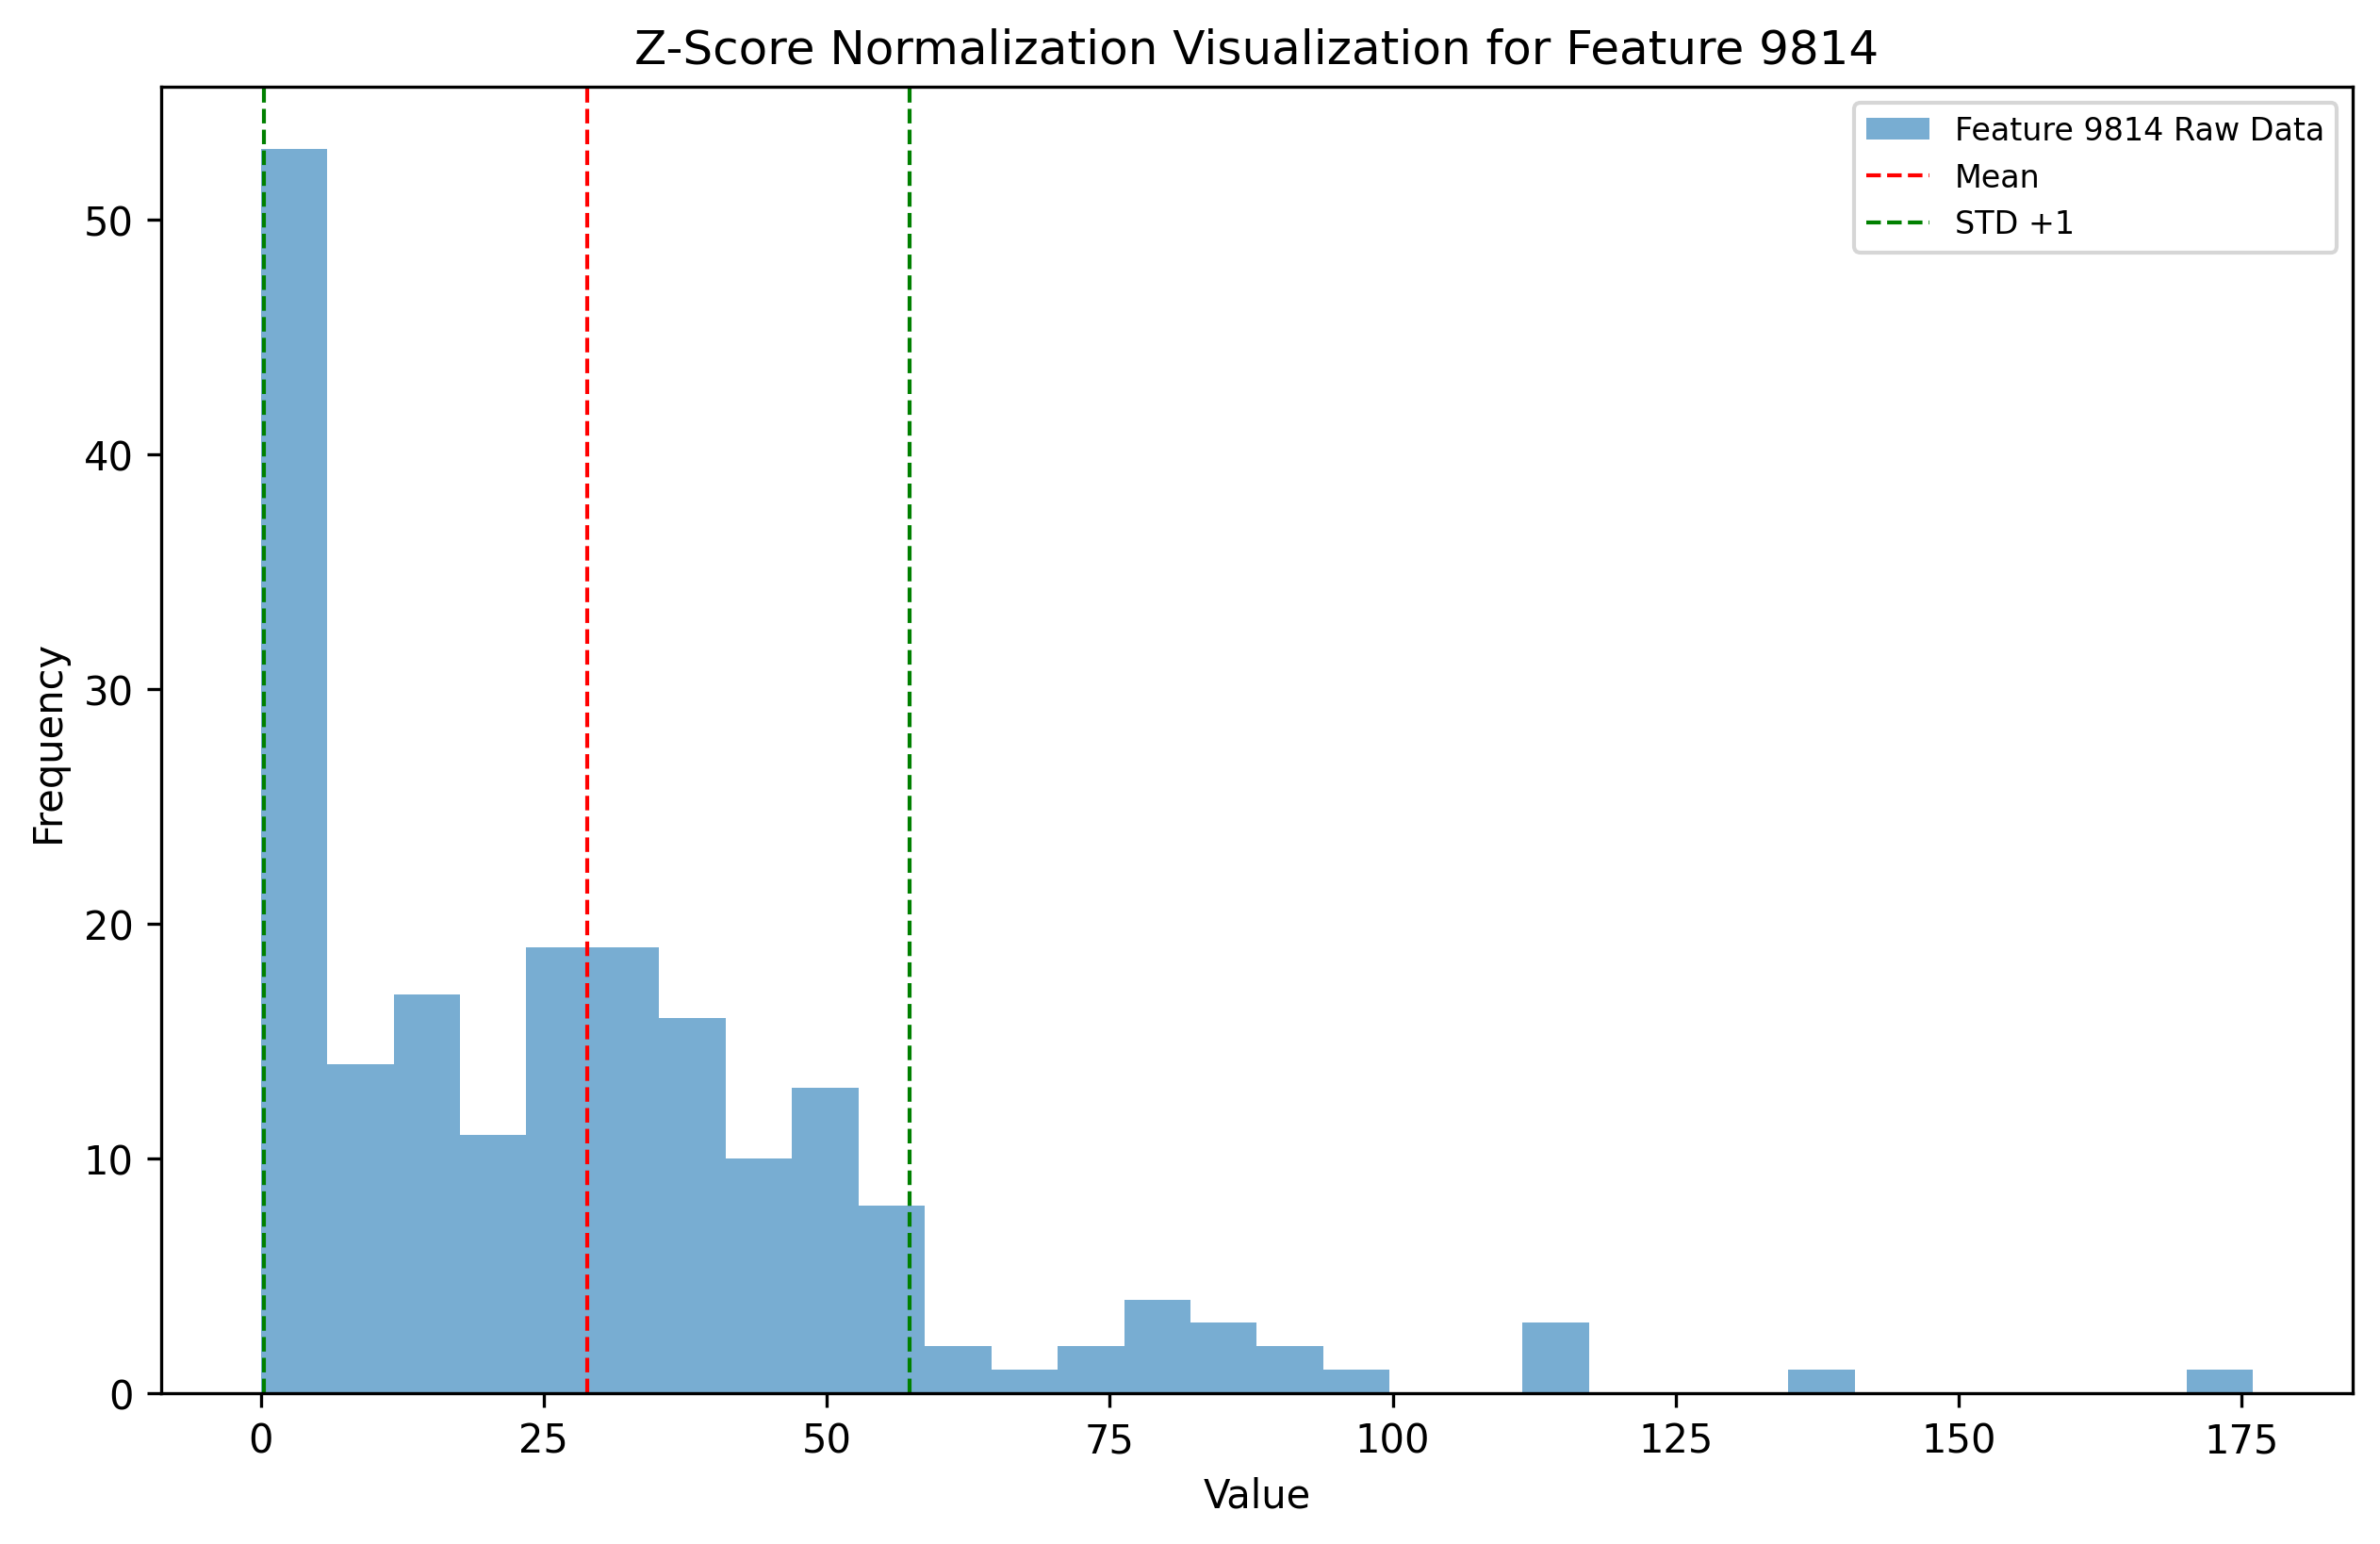 Z-Score Normalization Visualization for Feature 9814
Feature 9814 Raw Data
Mean
STD +1
50
40
30
20
10
0
Frequency
0 25 50 75 100 125 150 175
Value